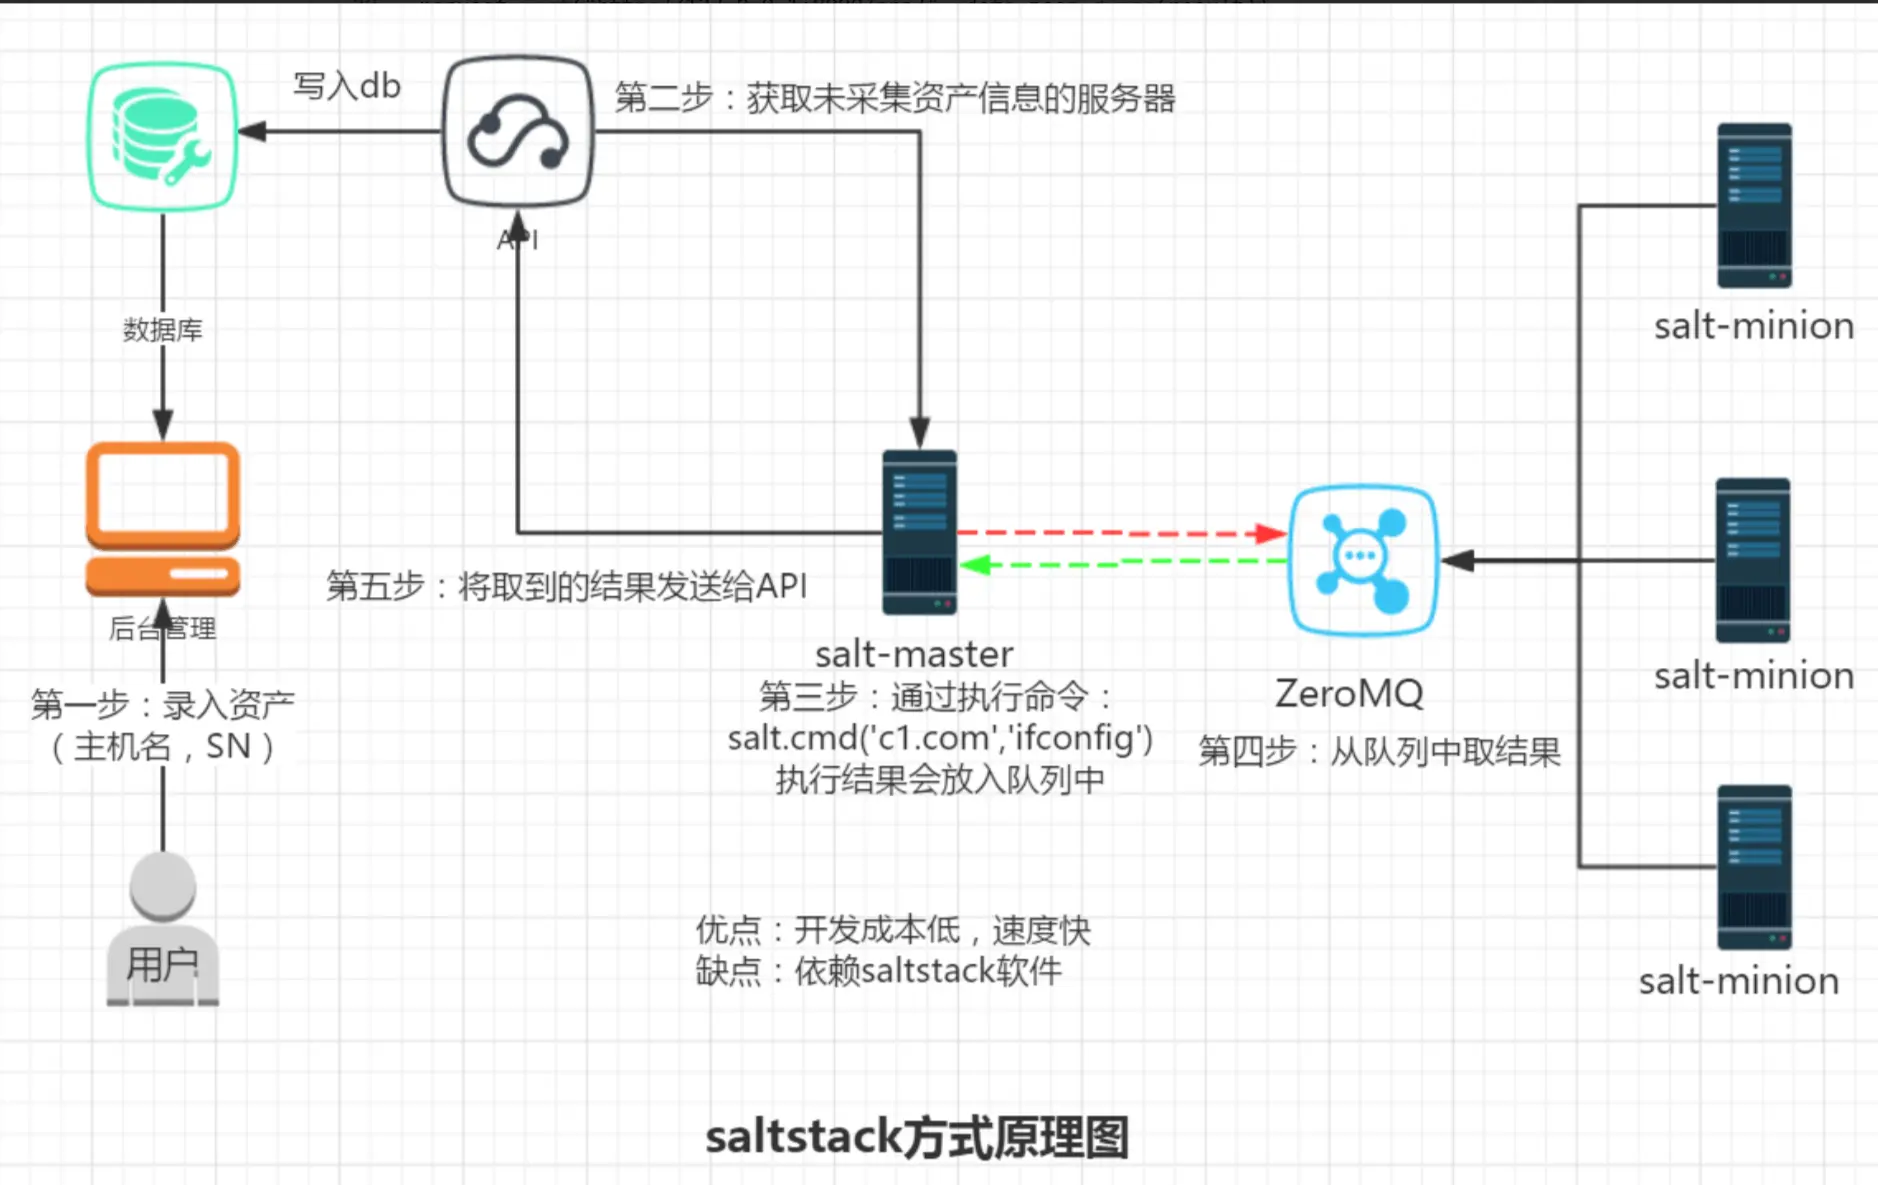 写入db
第二步：获取未采集资产信息的服务器
API
salt-minion
数据库
第五步：将取到的结果发送给API
后台管理
salt-master
salt-minion
第三步：通过执行命令：
ZeroMQ
第一步：录入资产
（主机名，SN）
salt.cmd('c1.com','ifconfig')
第四步：从队列中取结果
执行结果会放入队列中
用户
优点：开发成本低，速度快
缺点：依赖saltstack软件
salt-minion
saltstack方式原理图